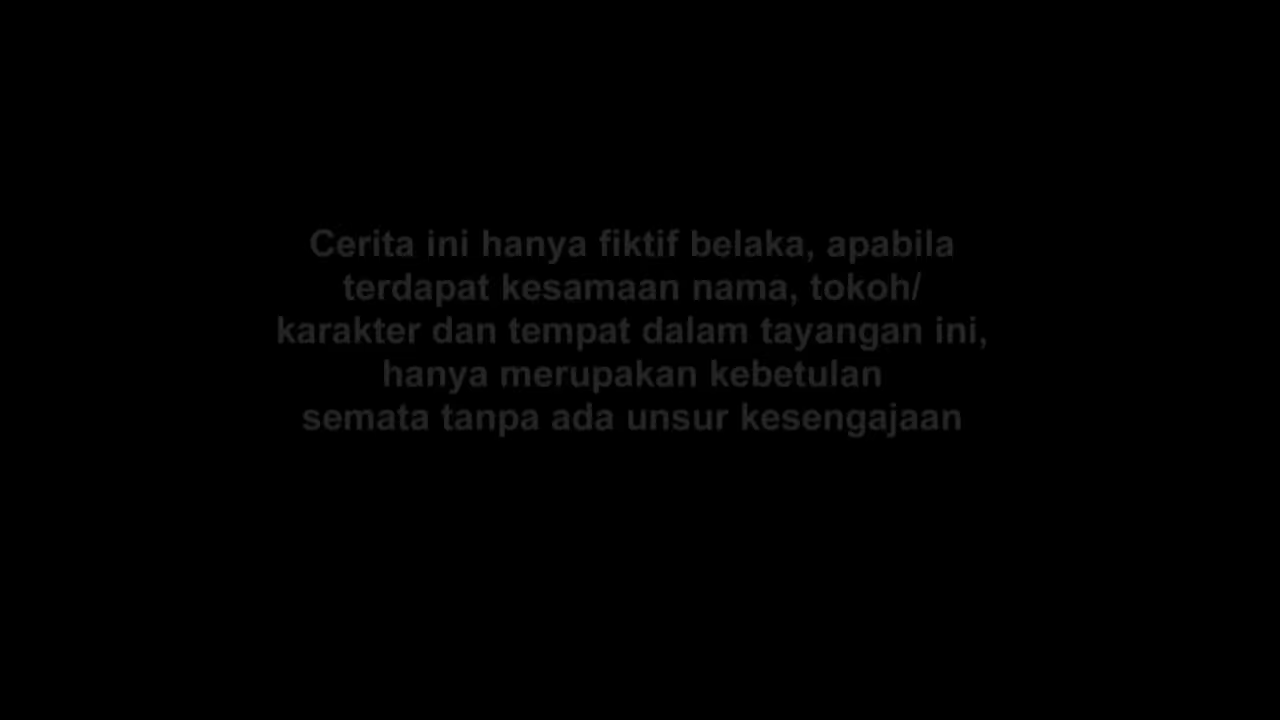 Cerita ini hanya fiktif belaka, apabila
terdapat kesamaan nama, tokoh/
karakter dan tempat dalam tayangan ini,
hanya merupakan kebetulan
semata tanpa ada unsur kesengajaan